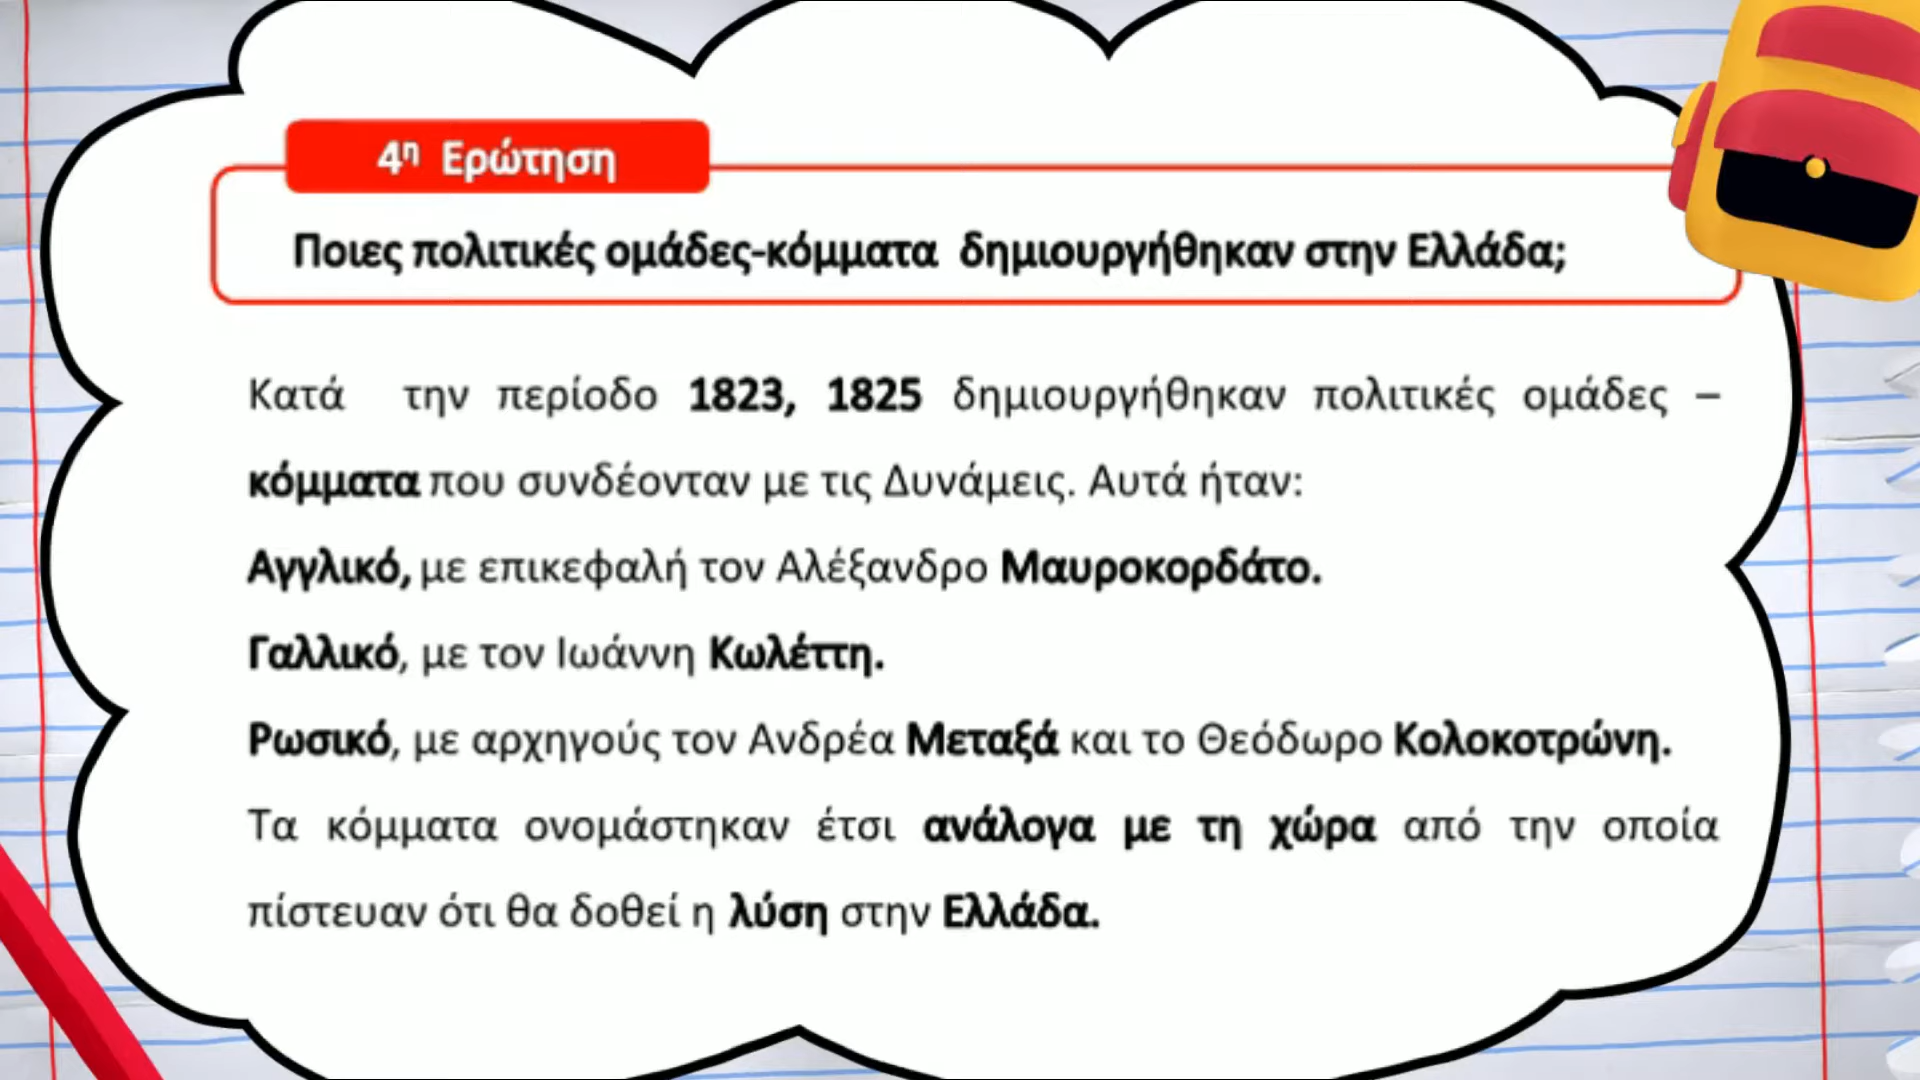 4η Ερώτηση
Ποιες πολιτικές ομάδες-κόμματα δημιουργήθηκαν στην Ελλάδα;
Κατά την περίοδο 1823, 1825 δημιουργήθηκαν πολιτικές ομάδες –
κόμματα που συνδέονταν με τις Δυνάμεις. Αυτά ήταν:
Αγγλικό, με επικεφαλή τον Αλέξανδρο Μαυροκορδάτο.
Γαλλικό, με τον Ιωάννη Κωλέττη.
Ρωσικό, με αρχηγούς τον Ανδρέα Μεταξά και το Θεόδωρο Κολοκοτρώνη.
Τα κόμματα ονομάστηκαν έτσι ανάλογα με τη χώρα από την οποία
πίστευαν ότι θα δοθεί η λύση στην Ελλάδα.